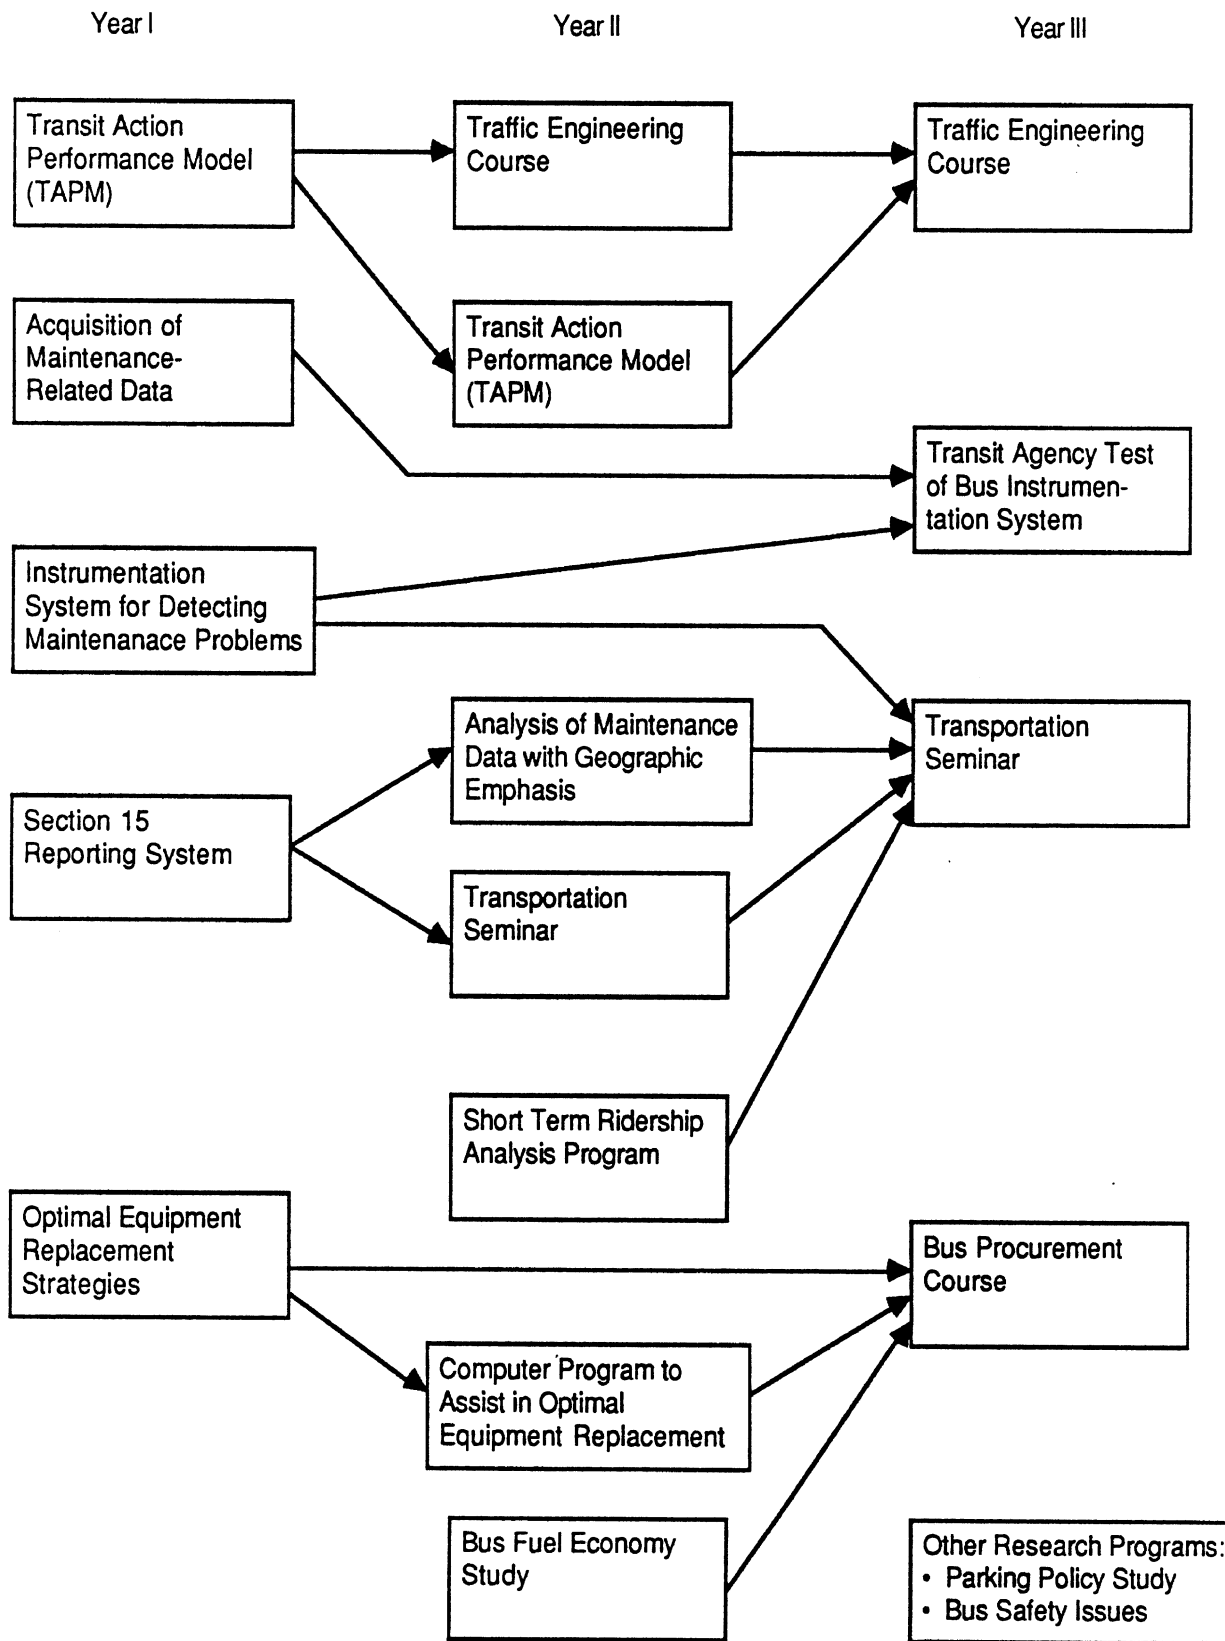 Year I
Year II
Year III
Transit Action
Performance Model
(TAPM)
Traffic Engineering
Course
Traffic Engineering
Course
Acquisition of
Maintenance-
Related Data
Transit Action
Performance Model
(TAPM)
Transit Agency Test
of Bus Instrumen-
tation System
Instrumentation
System for Detecting
Maintenanace Problems
Analysis of Maintenance
Data with Geographic
Emphasis
Transportation
Seminar
Section 15
Reporting System
Transportation
Seminar
Short Term Ridership
Analysis Program
Optimal Equipment
Replacement
Strategies
Bus Procurement
Course
Computer Program to
Assist in Optimal
Equipment Replacement
Bus Fuel Economy
Study
Other Research Programs:
• Parking Policy Study
• Bus Safety Issues